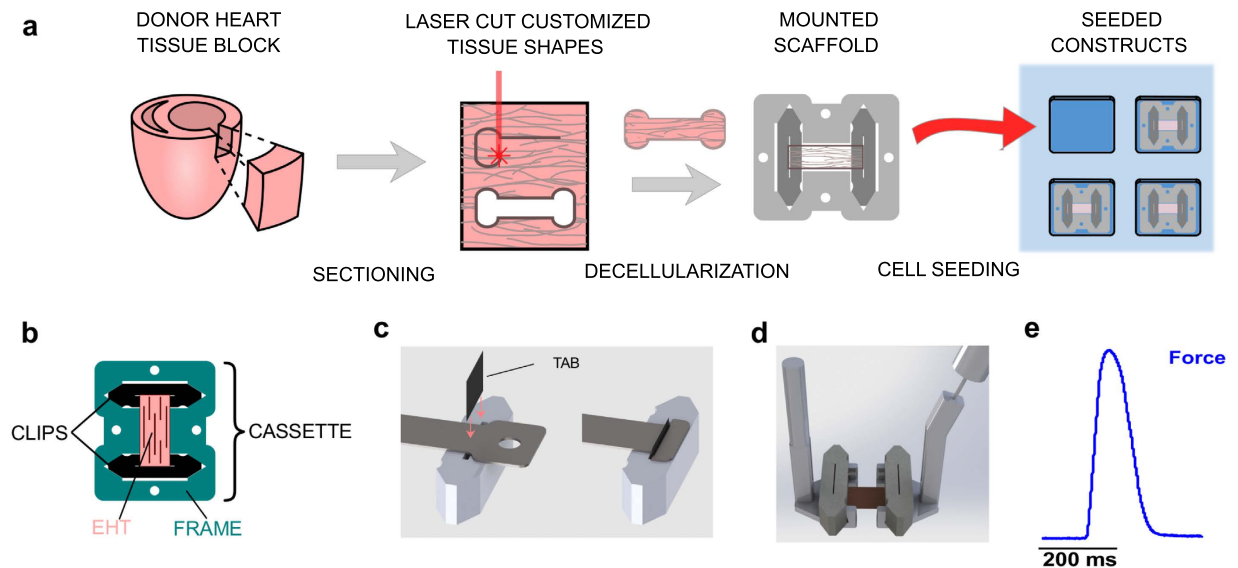 a
DONOR HEART
TISSUE BLOCK
LASER CUT CUSTOMIZED
TISSUE SHAPES
MOUNTED
SCAFFOLD
SEEDED
CONSTRUCTS
SECTIONING
DECELLULARIZATION
CELL SEEDING
b
CLIPS
CASSETTE
EHT
FRAME
c
TAB
d
e
Force
200 ms